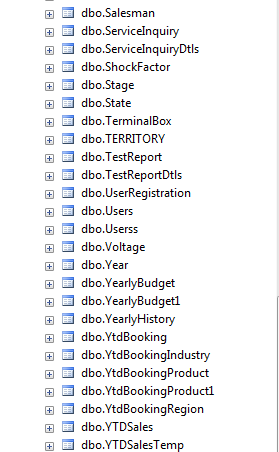 dbo.Salesman
dbo.ServiceInquiry
dbo.ServiceInquiryDtls
dbo.ShockFactor
dbo.Stage
dbo.State
dbo.TerminalBox
dbo.TERRITORY
dbo.TestReport
dbo.TestReportDtls
dbo.UserRegistration
dbo.Users
dbo.Userss
dbo.Voltage
dbo.Year
dbo.YearlyBudget
dbo.YearlyBudget1
dbo.YearlyHistory
dbo.YtdBooking
dbo.YtdBookingIndustry
dbo.YtdBookingProduct
dbo.YtdBookingProduct1
dbo.YtdBookingRegion
dbo.YTDSales
dbo.YTDSalesTemp